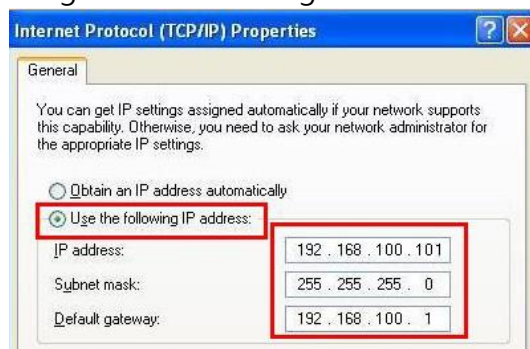 Internet Protocol (TCP/IP) Properties
General
You can get IP settings assigned automatically if your network supports
this capability. Otherwise, you need to ask your network administrator for
the appropriate IP settings.
Obtain an IP address automatically
Use the following IP address:
IP address: 192 . 168 . 100 . 101
Subnet mask: 255 . 255 . 255 . 0
Default gateway: 192 . 168 . 100 . 1